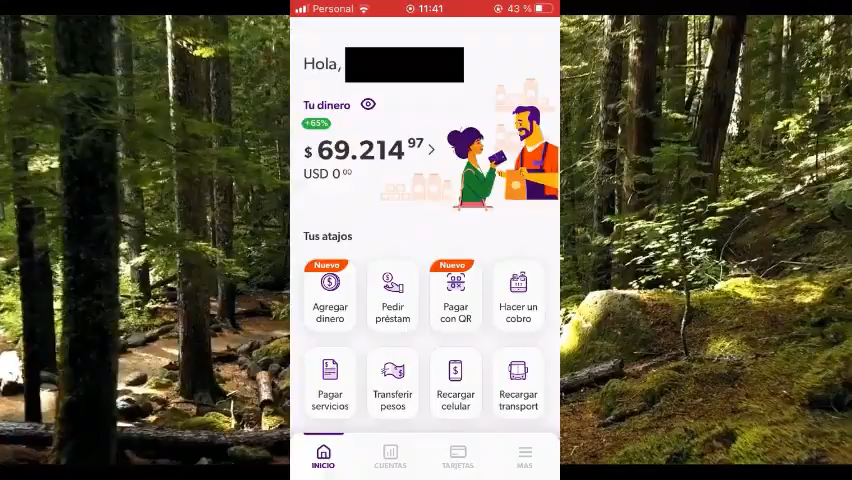 Personal 11:41 43 %
Hola,
Tu dinero
+65%
$ 69.214 97
USD 0 00
Tus atajos
Nuevo
Nuevo
Agregar dinero
Pedir préstam
Pagar con QR
Hacer un cobro
Pagar servicios
Transferir pesos
Recargar celular
Recargar transport
INICIO
CUENTAS
TARJETAS
MAS